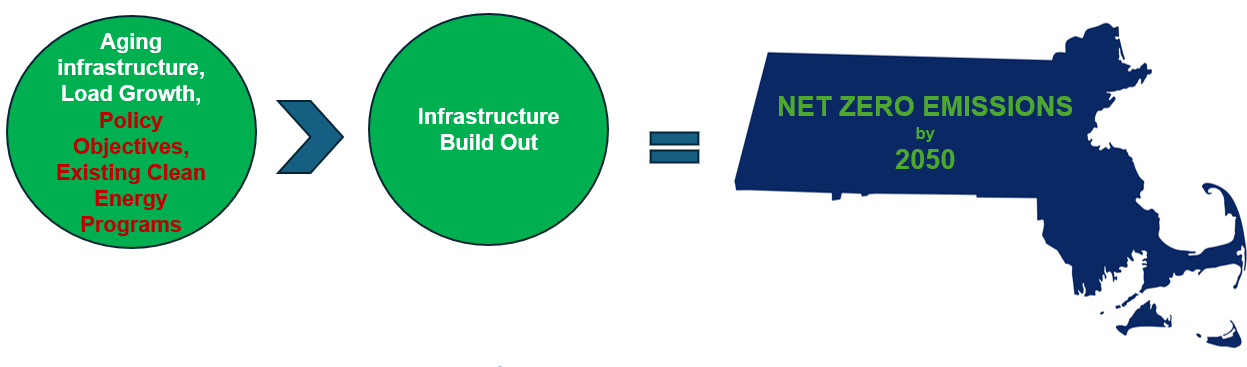 Aging
infrastructure,
Load Growth,
Policy
Objectives,
Existing Clean
Energy
Programs
Infrastructure
Build Out
NET ZERO EMISSIONS
by
2050